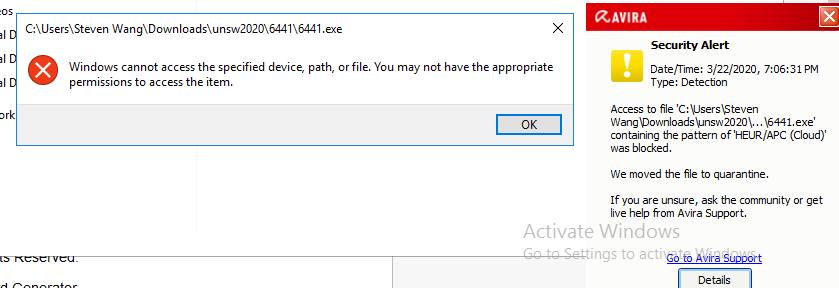 os
al D
al D
al D
ork
C:\Users\Steven Wang\Downloads\unsw2020\6441\6441.exe
Windows cannot access the specified device, path, or file. You may not have the appropriate
permissions to access the item.
OK
AVIRA
Security Alert
Date/Time: 3/22/2020, 7:06:31 PM
Type: Detection
Access to file 'C:\Users\Steven
Wang\Downloads\unsw2020\...\6441.exe'
containing the pattern of 'HEUR/APC (Cloud)'
was blocked.
We moved the file to quarantine.
If you are unsure, ask the community or get
live help from Avira Support.
Go to Avira Support
Details
Activate Windows
Go to Settings to activate Windows.
ts Reserved.
rd Generator